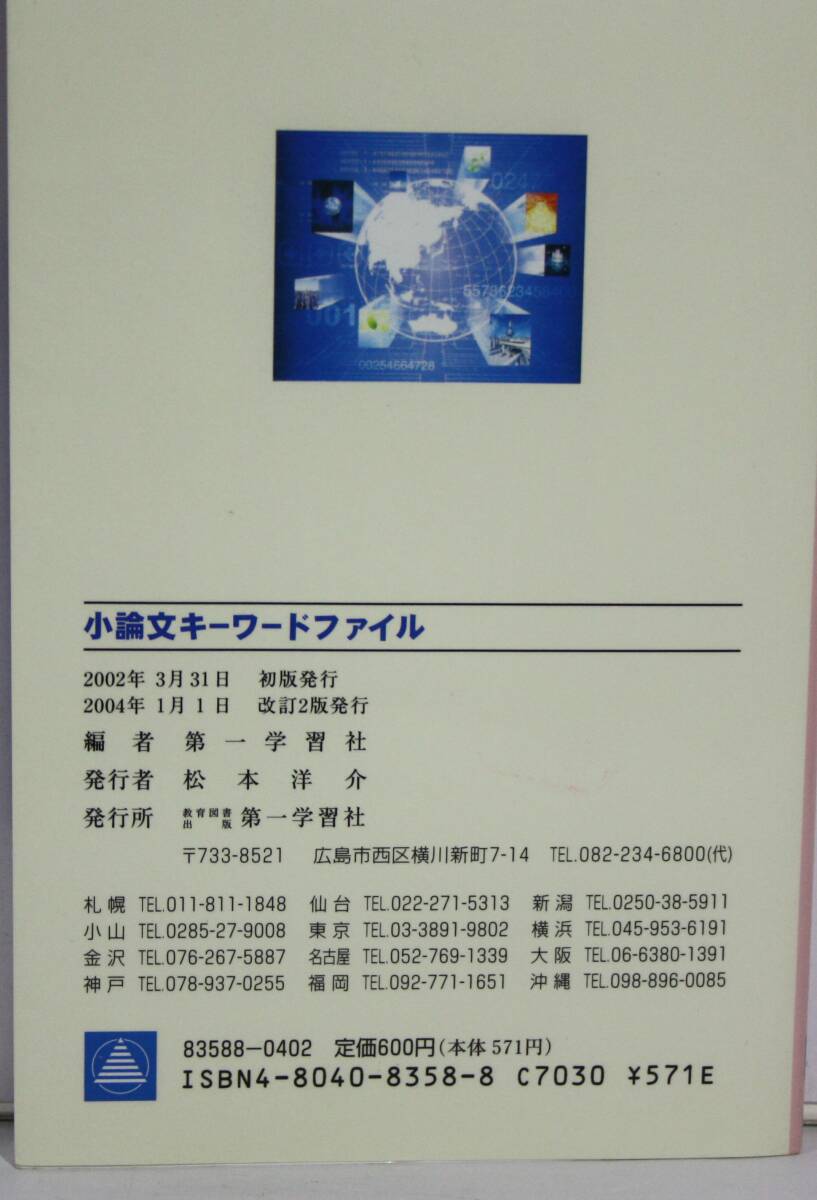 024
5578623458400
001
00254664728
小論文キーワードファイル
2002年 3月31日 初版発行
2004年 1月 1日 改訂2版発行
編者 第一学習社
発行者 松本洋介
発行所 教育図書出版 第一学習社
〒733-8521 広島市西区横川新町7-14 TEL.082-234-6800(代)
札幌 TEL.011-811-1848 仙台 TEL.022-271-5313 新潟 TEL.0250-38-5911
小山 TEL.0285-27-9008 東京 TEL.03-3891-9802 横浜 TEL.045-953-6191
金沢 TEL.076-267-5887 名古屋 TEL.052-769-1339 大阪 TEL.06-6380-1391
神戸 TEL.078-937-0255 福岡 TEL.092-771-1651 沖縄 TEL.098-896-0085
83588-0402 定価600円(本体571円)
ISBN4-8040-8358-8 C7030 ¥571E